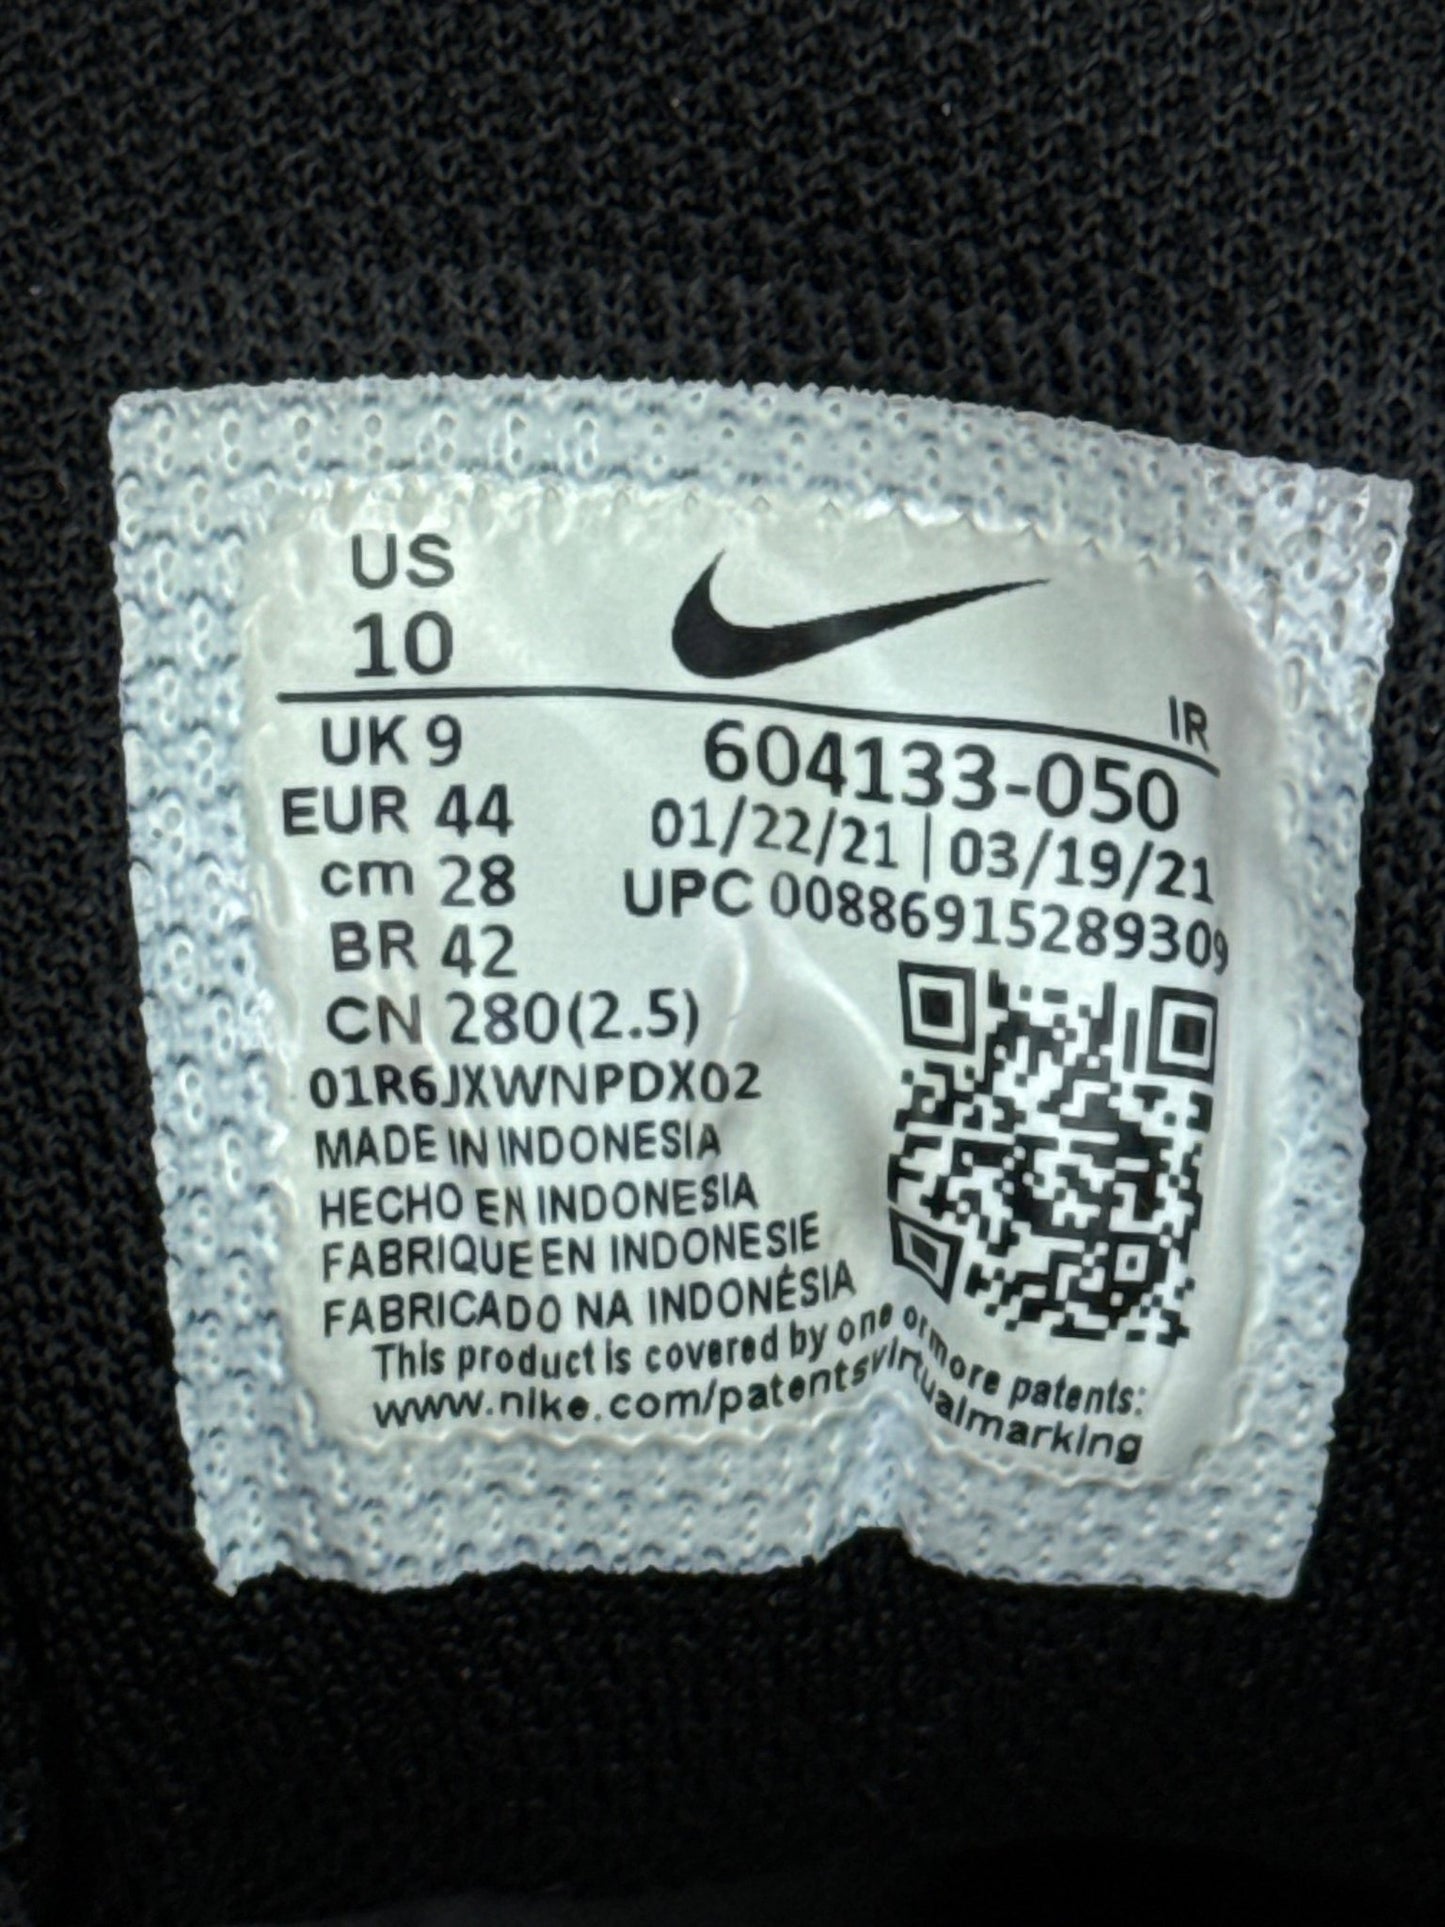 US
10
IR
UK 9
604133-050
EUR 44
01/22/21 | 03/19/21
cm 28
UPC 00886915289309
BR 42
CN 280(2.5)
01R6JXWNPDX02
MADE IN INDONESIA
HECHO EN INDONESIA
FABRIQUE EN INDONESIE
FABRICADO NA INDONÉSIA
This product is covered by one or more patents:
www.nike.com/patentsvirtualmarking